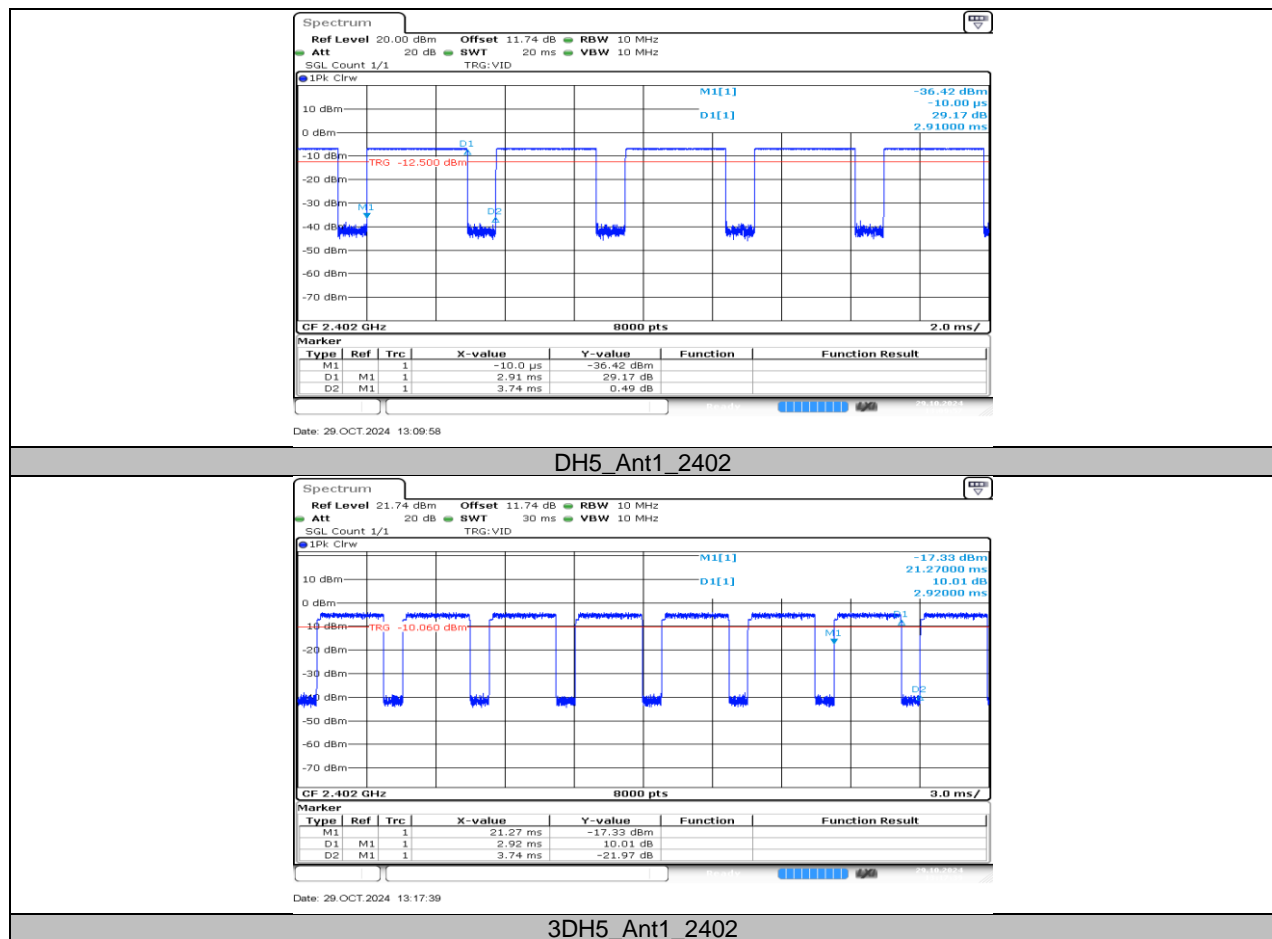 Spectrum
Ref Level 20.00 dBm Offset 11.74 dB RBW 10 MHz
Att 20 dB SWT 20 ms VBW 10 MHz
SGL Count 1/1 TRG:VID
1Pk Clrw
M1[1] -36.42 dBm
-10.00 µs
10 dBm
D1[1] 29.17 dB
2.91000 ms
0 dBm
D1
-10 dBm
TRG -12.500 dBm
-20 dBm
-30 dBm
M1
D2
-40 dBm
-50 dBm
-60 dBm
-70 dBm
CF 2.402 GHz 8000 pts 2.0 ms/
Marker
Type Ref Trc X-value Y-value Function Function Result
M1 1 -10.0 µs -36.42 dBm
D1 M1 1 2.91 ms 29.17 dB
D2 M1 1 3.74 ms 0.49 dB
Ready 29.10.2024
Date: 29.OCT.2024 13:09:58
DH5_Ant1_2402
Spectrum
Ref Level 21.74 dBm Offset 11.74 dB RBW 10 MHz
Att 20 dB SWT 30 ms VBW 10 MHz
SGL Count 1/1 TRG:VID
1Pk Clrw
M1[1] -17.33 dBm
21.27000 ms
10 dBm
D1[1] 10.01 dB
2.92000 ms
0 dBm
D1
-10 dBm
TRG -10.060 dBm
M1
-20 dBm
-30 dBm
D2
dBm
-50 dBm
-60 dBm
-70 dBm
CF 2.402 GHz 8000 pts 3.0 ms/
Marker
Type Ref Trc X-value Y-value Function Function Result
M1 1 21.27 ms -17.33 dBm
D1 M1 1 2.92 ms 10.01 dB
D2 M1 1 3.74 ms -21.97 dB
Ready 29.10.2024
Date: 29.OCT.2024 13:17:39
3DH5_Ant1_2402